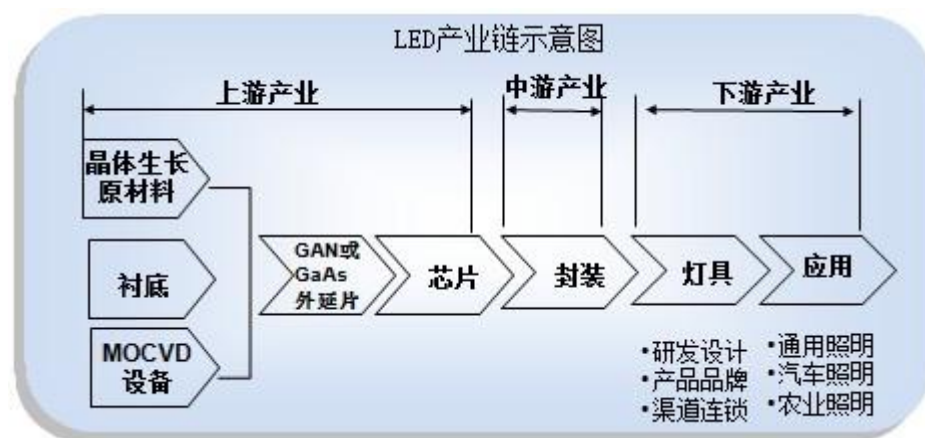 LED产业链示意图
上游产业
中游产业
下游产业
晶体生长
原材料
衬底
MOCVD
设备
GAN或
GaAs
外延片
芯片
封装
灯具
应用
•研发设计
•产品品牌
•渠道连锁
•通用照明
•汽车照明
•农业照明